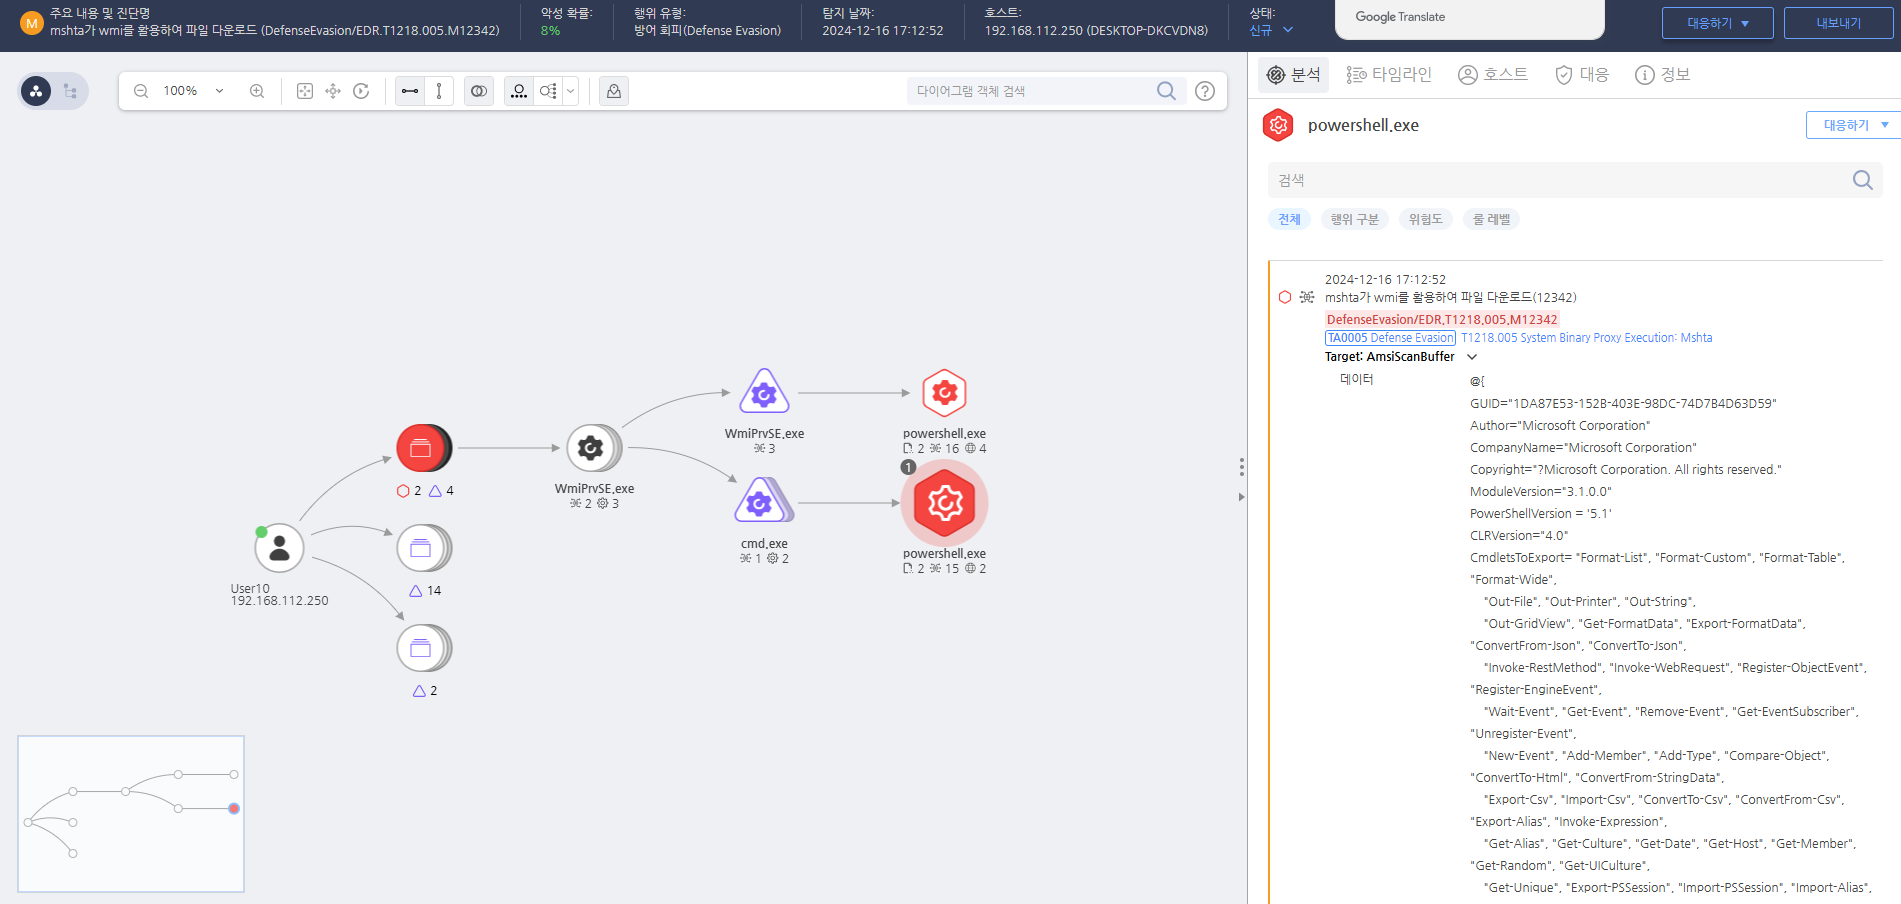 M
주요 내용 및 진단명
mshta가 wmi를 활용하여 파일 다운로드 (DefenseEvasion/EDR.T1218.005.M12342)
악성 확률:
8%
행위 유형:
방어 회피(Defense Evasion)
탐지 날짜:
2024-12-16 17:12:52
호스트:
192.168.112.250 (DESKTOP-DKCVDN8)
상태:
신규
Google Translate
대응하기
내보내기
100%
다이어그램 객체 검색
분석
타임라인
호스트
대응
정보
powershell.exe
대응하기
검색
전체
행위 구분
위험도
룰 레벨
User10
192.168.112.250
2 4
14
2
WmiPrvSE.exe
2 3
WmiPrvSE.exe
3
powershell.exe
2 16 4
cmd.exe
1 2
1
powershell.exe
2 15 2
2024-12-16 17:12:52
mshta가 wmi를 활용하여 파일 다운로드(12342)
DefenseEvasion/EDR.T1218.005.M12342
TA0005 Defense Evasion T1218.005 System Binary Proxy Execution: Mshta
Target: AmsiScanBuffer
데이터
@{
GUID="1DA87E53-152B-403E-98DC-74D7B4D63D59"
Author="Microsoft Corporation"
CompanyName="Microsoft Corporation"
Copyright="?Microsoft Corporation. All rights reserved."
ModuleVersion="3.1.0.0"
PowerShellVersion = '5.1'
CLRVersion="4.0"
CmdletsToExport= "Format-List", "Format-Custom", "Format-Table",
"Format-Wide",
"Out-File", "Out-Printer", "Out-String",
"Out-GridView", "Get-FormatData", "Export-FormatData",
"ConvertFrom-Json", "ConvertTo-Json",
"Invoke-RestMethod", "Invoke-WebRequest", "Register-ObjectEvent",
"Register-EngineEvent",
"Wait-Event", "Get-Event", "Remove-Event", "Get-EventSubscriber",
"Unregister-Event",
"New-Event", "Add-Member", "Add-Type", "Compare-Object",
"ConvertTo-Html", "ConvertFrom-StringData",
"Export-Csv", "Import-Csv", "ConvertTo-Csv", "ConvertFrom-Csv",
"Export-Alias", "Invoke-Expression",
"Get-Alias", "Get-Culture", "Get-Date", "Get-Host", "Get-Member",
"Get-Random", "Get-UICulture",
"Get-Unique", "Export-PSSession", "Import-PSSession", "Import-Alias",